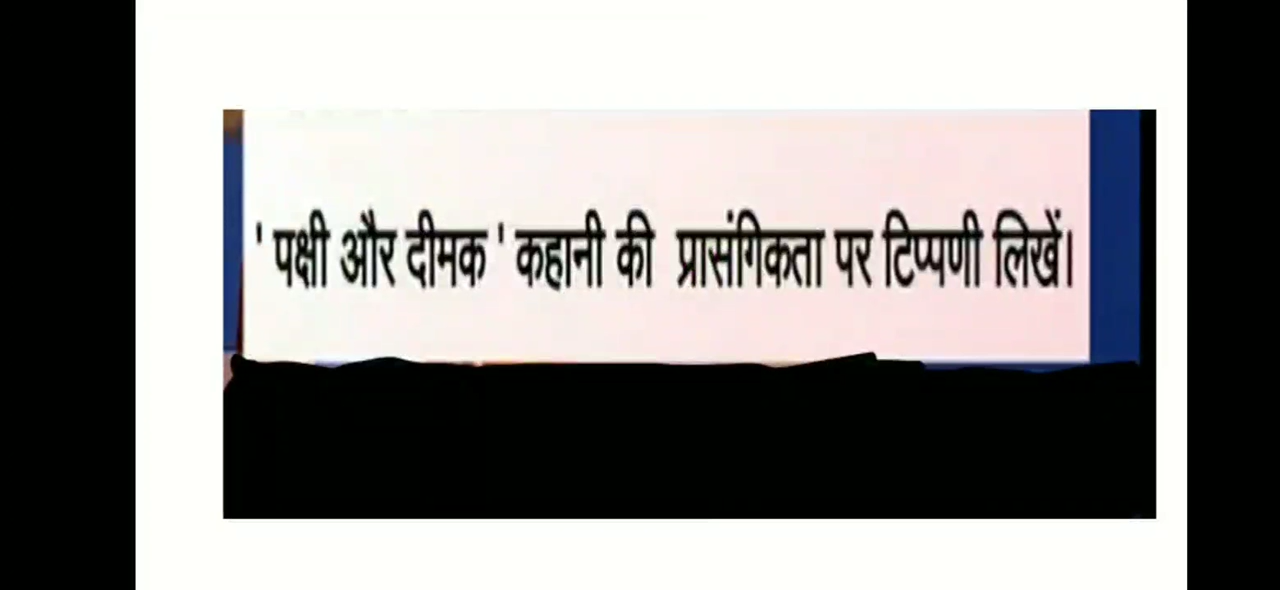 ' पक्षी और दीमक ' कहानी की प्रासंगिकता पर टिप्पणी लिखें।